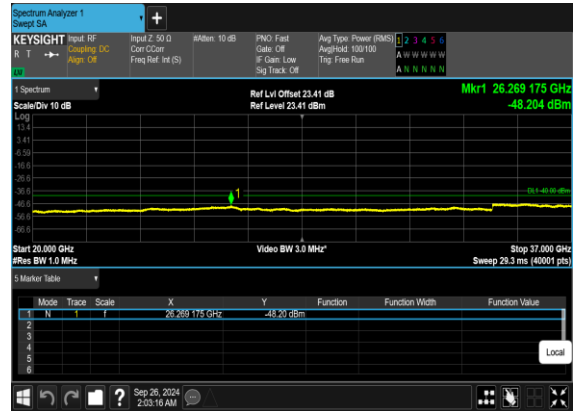 Spectrum Analyzer 1
Swept SA
+
KEYSIGHT Input: RF Input Z: 50 Ω #Atten: 10 dB PNO: Fast Avg Type: Power (RMS) 1 2 3 4 5 6
R T Coupling: DC Corr CCorr Gate: Off Avg|Hold: 100/100 A W W W W W
Align: Off Freq Ref: Int (S) IF Gain: Low Trig: Free Run
Sig Track: Off A N N N N N
1 Spectrum Ref Lvl Offset 23.41 dB Mkr1 26.269 175 GHz
Scale/Div 10 dB Ref Level 23.41 dBm -48.204 dBm
Log
13.4
3.41
-6.59
-16.6
-26.6
-36.6 1 DL1 -40.00 dBm
-46.6
-56.6
-66.6
Start 20.000 GHz Video BW 3.0 MHz* Stop 37.000 GHz
#Res BW 1.0 MHz Sweep 29.3 ms (40001 pts)
5 Marker Table
Mode Trace Scale X Y Function Function Width Function Value
1 N 1 f 26.269 175 GHz -48.20 dBm
2
3
4
5
6
Local
? Sep 26, 2024
2:03:16 AM